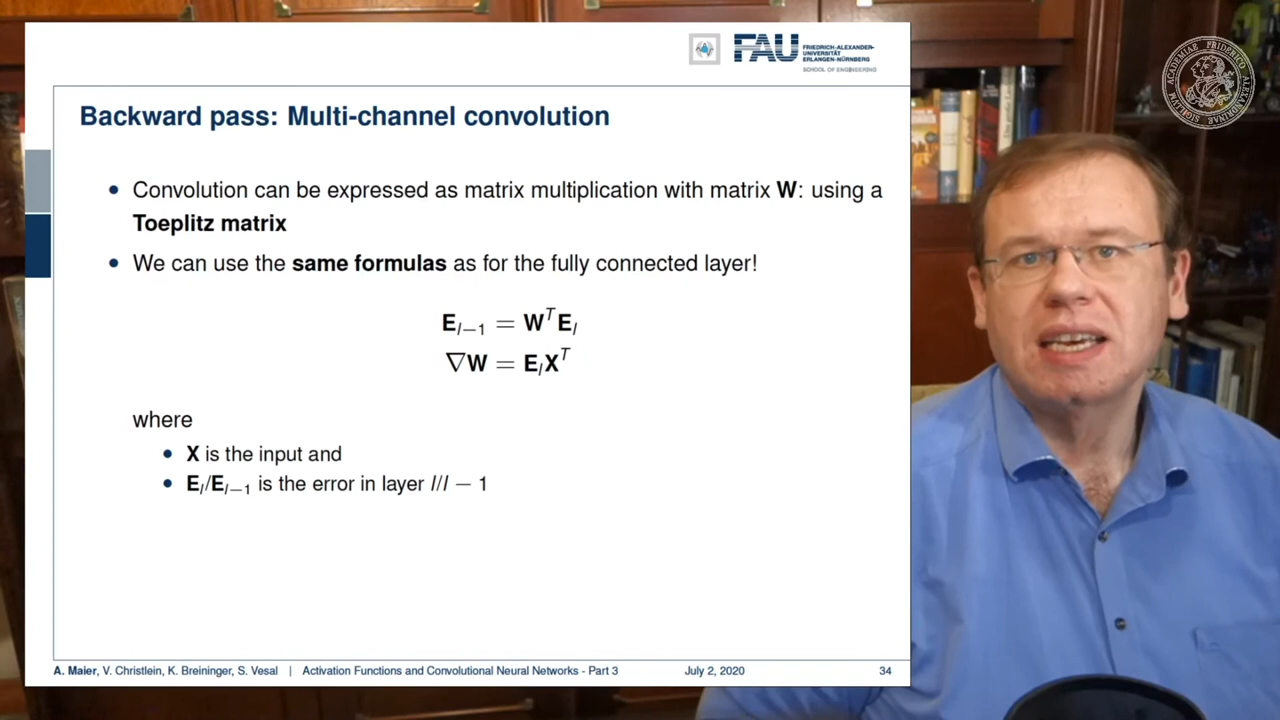 FAU
FRIEDRICH-ALEXANDER-
UNIVERSITÄT
ERLANGEN-NÜRNBERG
SCHOOL OF ENGINEERING
Backward pass: Multi-channel convolution
• Convolution can be expressed as matrix multiplication with matrix W: using a
Toeplitz matrix
• We can use the same formulas as for the fully connected layer!
E_{l−1} = W^T E_l
∇W = E_l X^T
where
• X is the input and
• E_l/E_{l−1} is the error in layer l/l − 1
A. Maier, V. Christlein, K. Breininger, S. Vesal | Activation Functions and Convolutional Neural Networks - Part 3 July 2, 2020 34